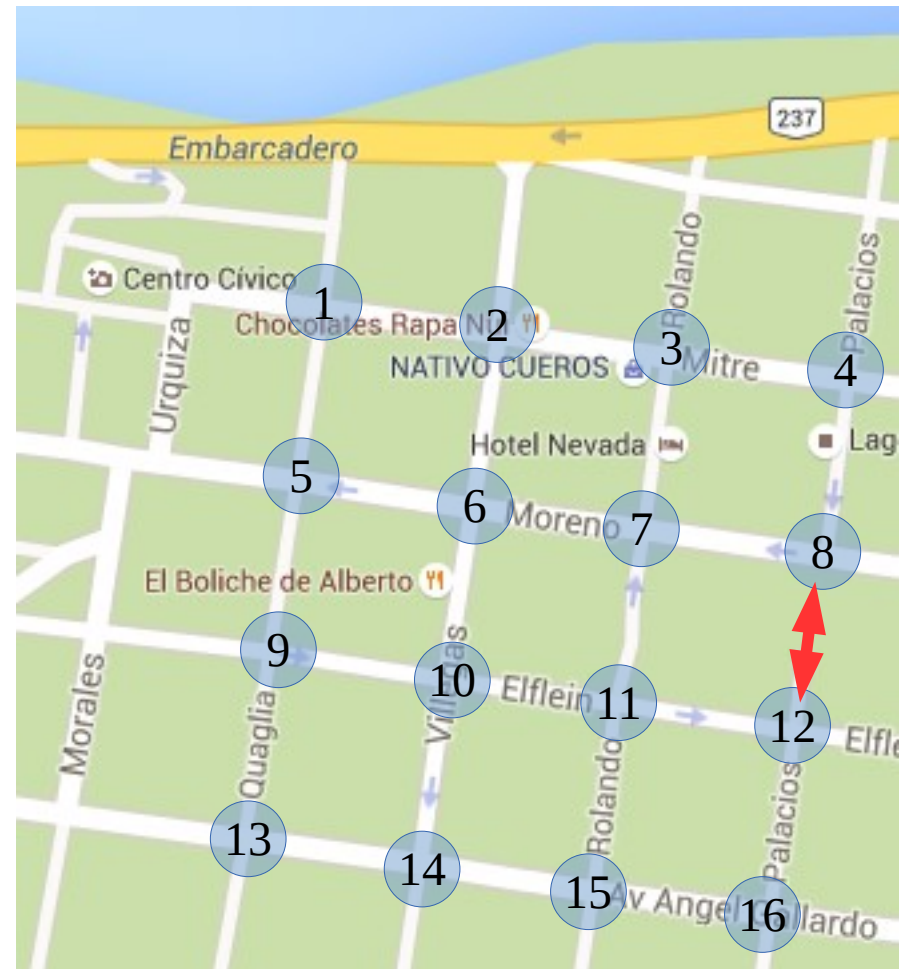 237
Embarcadero
Rolando
Palacios
Centro Cívico
1
Chocolates Rapa Nui
2
3
Mitre
NATIVO CUEROS
4
Urquiza
Hotel Nevada
Lag
5
6
Moreno
7
8
El Boliche de Alberto
9
10
Villegas
Elflein
11
12
Elfle
Morales
Quaglia
Rolando
Palacios
13
14
15
Av Angel Gallardo
16